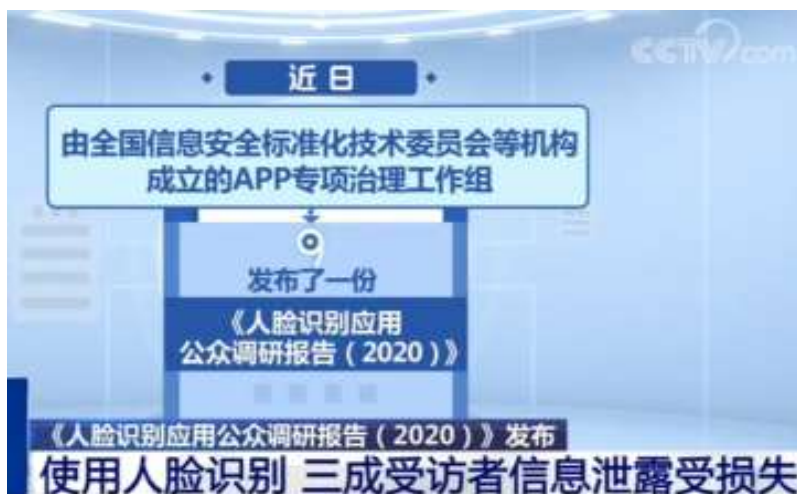 CCTV.com
近日
由全国信息安全标准化技术委员会等机构
成立的APP专项治理工作组
发布了一份
《人脸识别应用
公众调研报告（2020）》
《人脸识别应用公众调研报告（2020）》发布
使用人脸识别 三成受访者信息泄露受损失